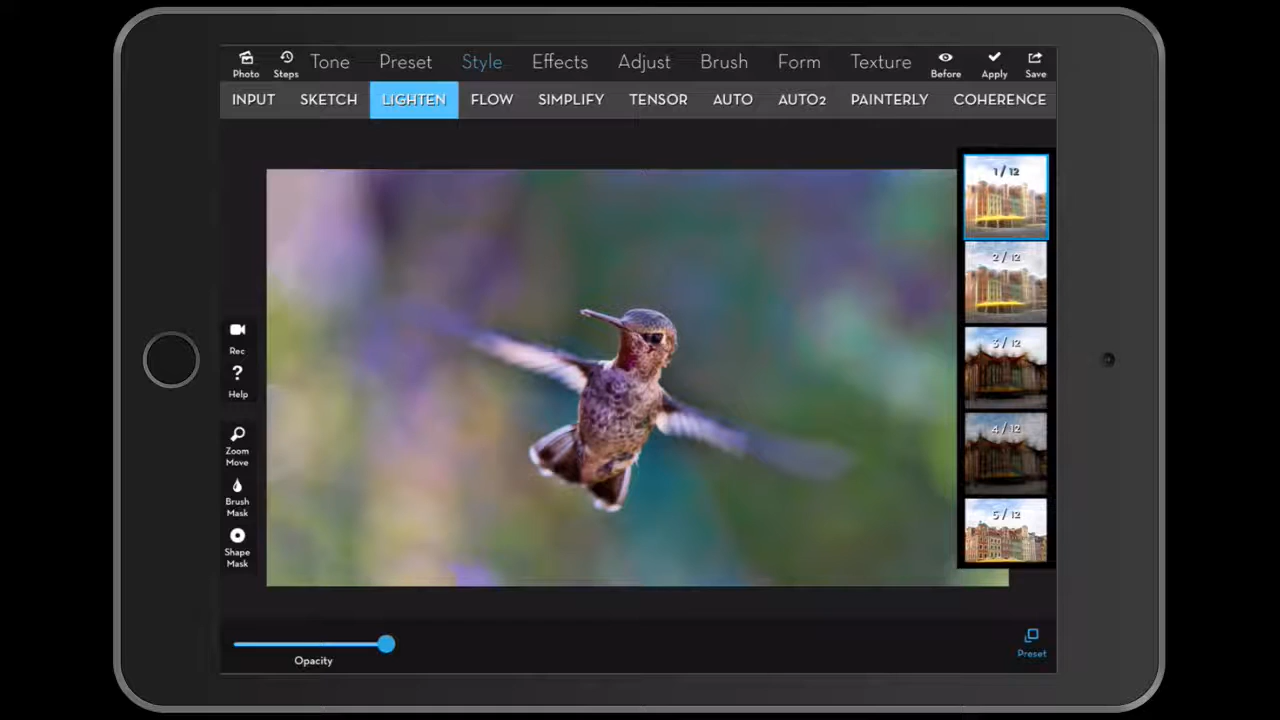 Photo Steps Tone Preset Style Effects Adjust Brush Form Texture Before Apply Save
INPUT SKETCH LIGHTEN FLOW SIMPLIFY TENSOR AUTO AUTO2 PAINTERLY COHERENCE
1 / 12
2 / 12
3 / 12
4 / 12
5 / 12
Rec
?
Help
Zoom
Move
Brush
Mask
Shape
Mask
Opacity
Preset